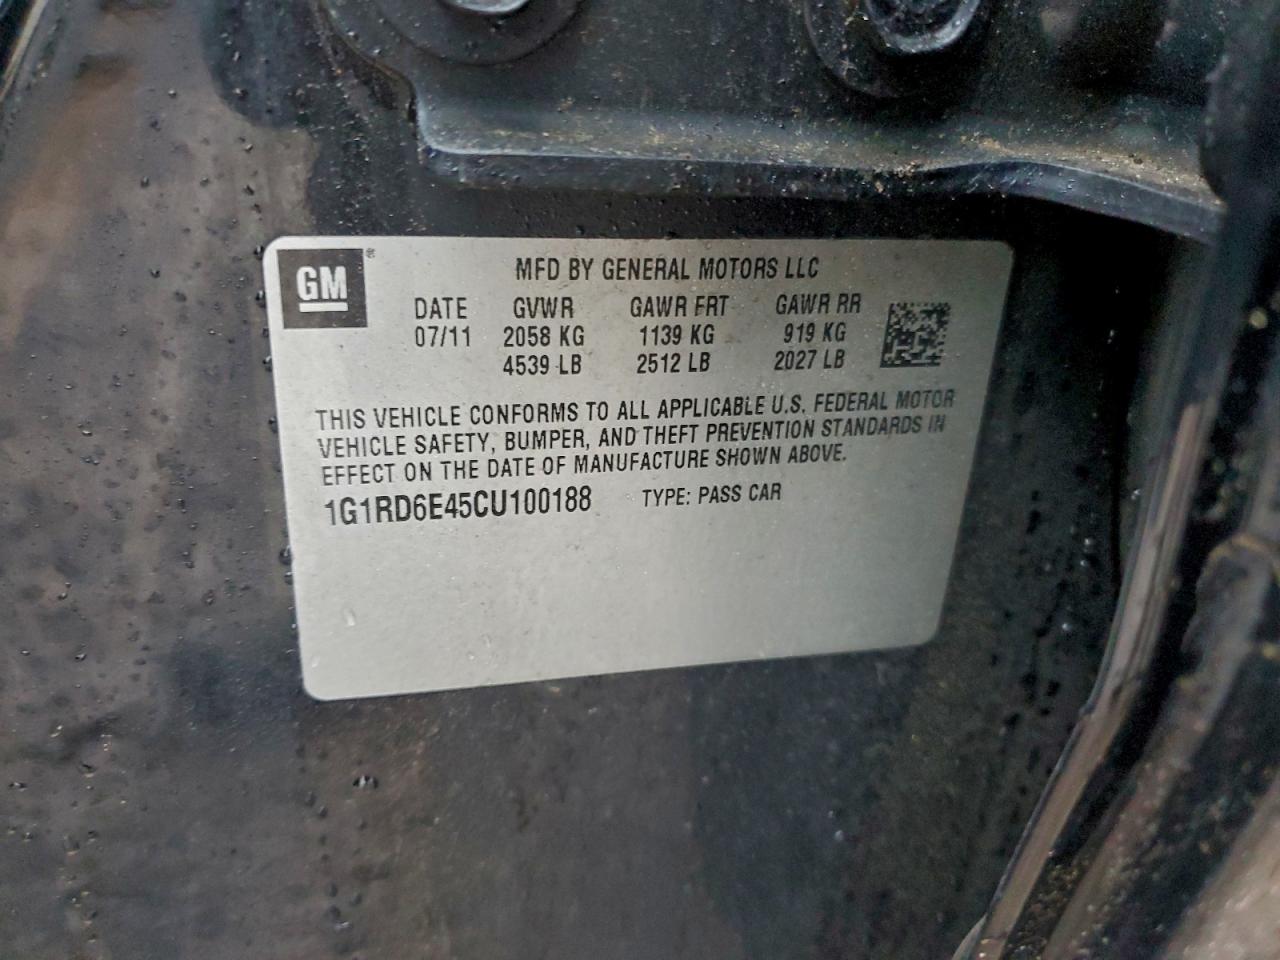 GM ® MFD BY GENERAL MOTORS LLC
DATE GVWR GAWR FRT GAWR RR
07/11 2058 KG 1139 KG 919 KG
4539 LB 2512 LB 2027 LB
THIS VEHICLE CONFORMS TO ALL APPLICABLE U.S. FEDERAL MOTOR
VEHICLE SAFETY, BUMPER, AND THEFT PREVENTION STANDARDS IN
EFFECT ON THE DATE OF MANUFACTURE SHOWN ABOVE.
1G1RD6E45CU100188 TYPE: PASS CAR